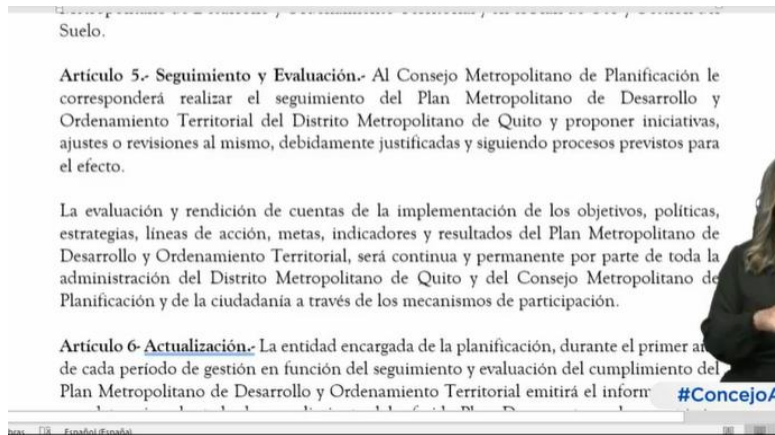 Suelo.
Artículo 5.- Seguimiento y Evaluación.- Al Consejo Metropolitano de Planificación le
corresponderá realizar el seguimiento del Plan Metropolitano de Desarrollo y
Ordenamiento Territorial del Distrito Metropolitano de Quito y proponer iniciativas,
ajustes o revisiones al mismo, debidamente justificadas y siguiendo procesos previstos para
el efecto.
La evaluación y rendición de cuentas de la implementación de los objetivos, políticas,
estrategias, líneas de acción, metas, indicadores y resultados del Plan Metropolitano de
Desarrollo y Ordenamiento Territorial, será continua y permanente por parte de toda la
administración del Distrito Metropolitano de Quito y del Consejo Metropolitano de
Planificación y de la ciudadanía a través de los mecanismos de participación.
Artículo 6- Actualización.- La entidad encargada de la planificación, durante el primer
de cada período de gestión en función del seguimiento y evaluación del cumplimiento del
Plan Metropolitano de Desarrollo y Ordenamiento Territorial emitirá el inform
#ConcejoA
Español (España)